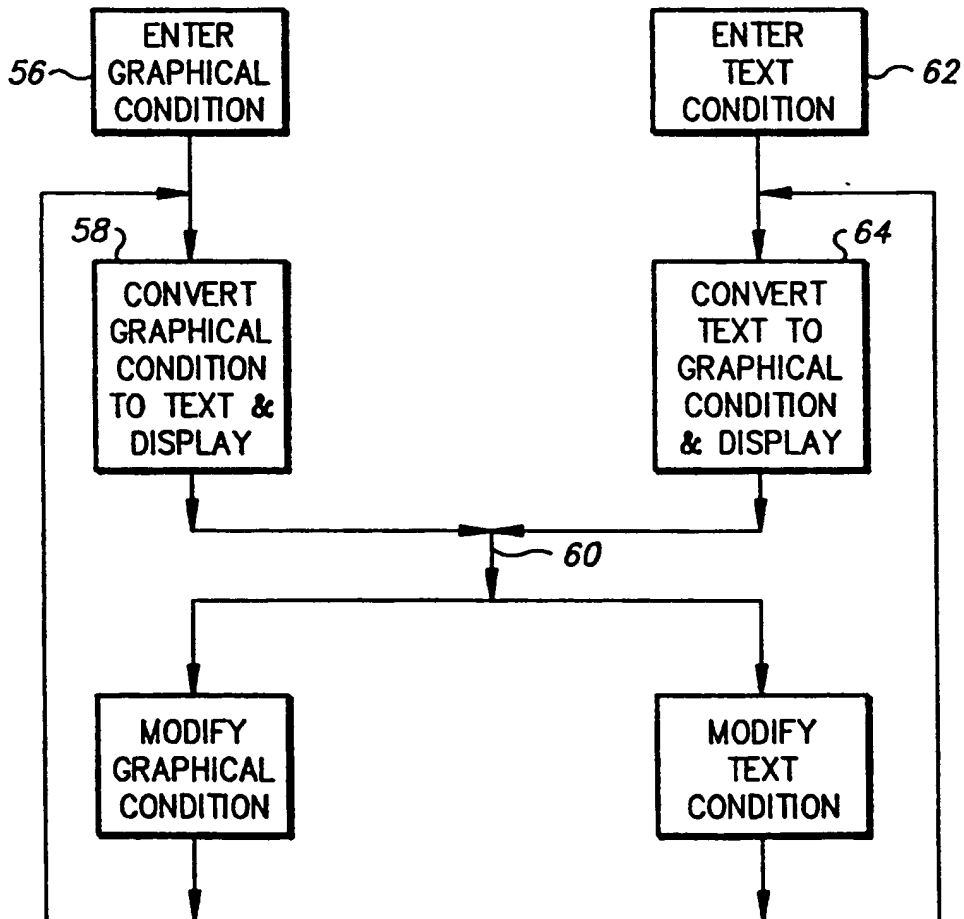 ENTER
GRAPHICAL
CONDITION
56
ENTER
TEXT
CONDITION
62
58
CONVERT
GRAPHICAL
CONDITION
TO TEXT &
DISPLAY
64
CONVERT
TEXT TO
GRAPHICAL
CONDITION
& DISPLAY
60
MODIFY
GRAPHICAL
CONDITION
MODIFY
TEXT
CONDITION